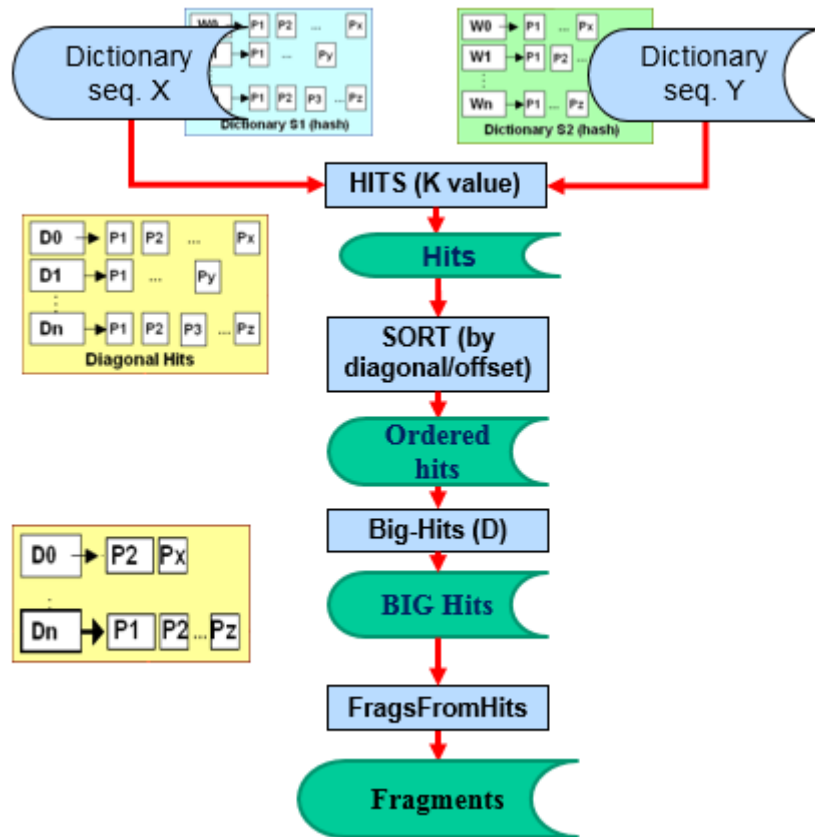 Dictionary
seq. X
P1 P2 ... Px
P1 ... Py
P1 P2 P3 ... Pz
Dictionary S1 (hash)
W0 P1 P2 ... Px
W1 P1 P2 ...
Wn P1 ... Pz
Dictionary S2 (hash)
Dictionary
seq. Y
HITS (K value)
D0 P1 P2 ... Px
D1 P1 ... Py
Dn P1 P2 P3 ... Pz
Diagonal Hits
Hits
SORT (by
diagonal/offset)
Ordered
hits
Big-Hits (D)
D0 P2 Px
Dn P1 P2 ... Pz
BIG Hits
FragsFromHits
Fragments